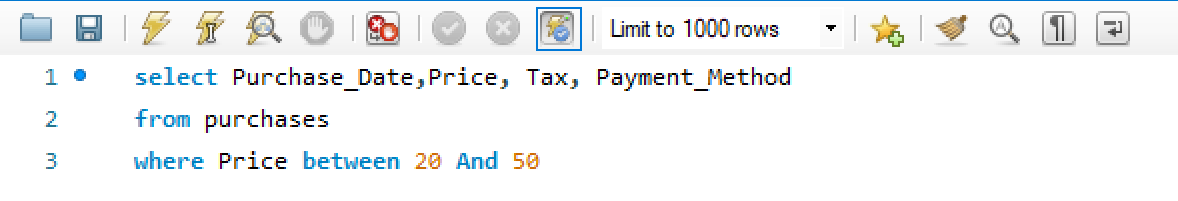 Limit to 1000 rows
1 select Purchase_Date,Price, Tax, Payment_Method
2 from purchases
3 where Price between 20 And 50